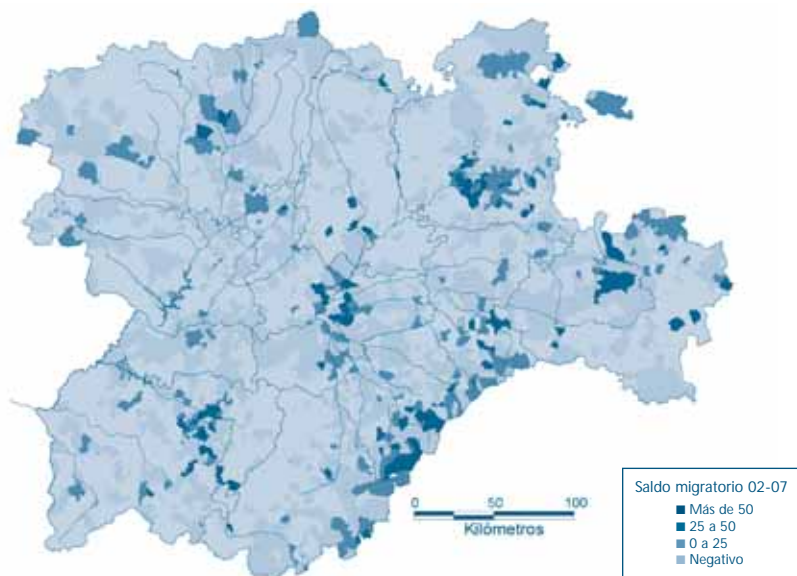 0 50 100
Kilómetros
Saldo migratorio 02-07
Más de 50
25 a 50
0 a 25
Negativo